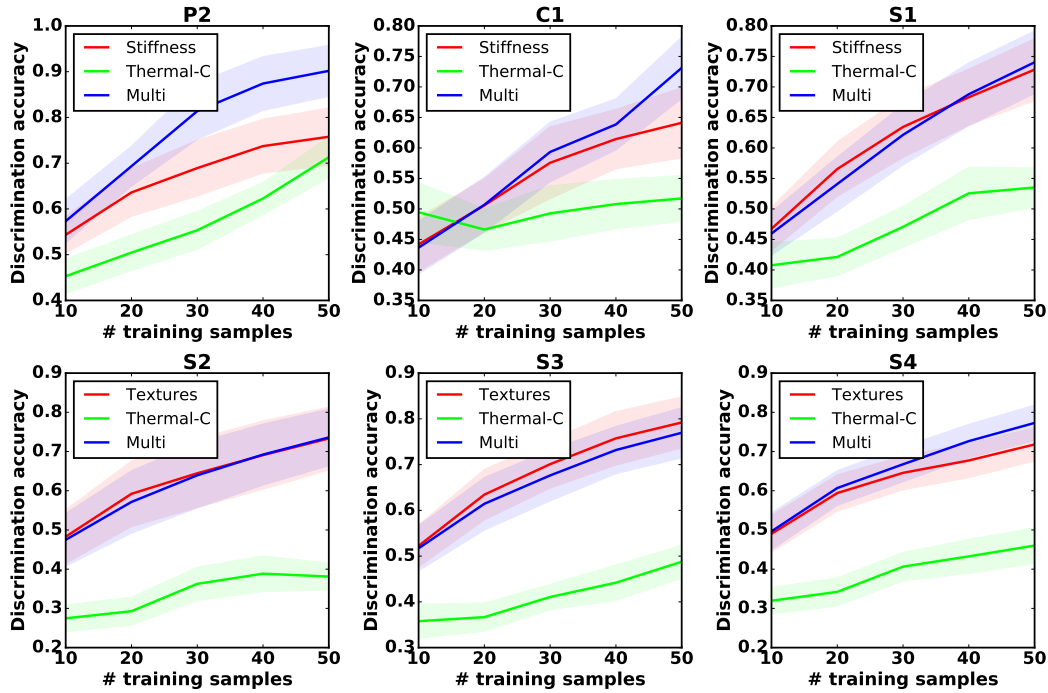 P2
Discrimination accuracy
1.0
0.9
0.8
0.7
0.6
0.5
0.4
Stiffness
Thermal-C
Multi
10 20 30 40 50
# training samples
C1
Discrimination accuracy
0.80
0.75
0.70
0.65
0.60
0.55
0.50
0.45
0.40
0.35
Stiffness
Thermal-C
Multi
10 20 30 40 50
# training samples
S1
Discrimination accuracy
0.80
0.75
0.70
0.65
0.60
0.55
0.50
0.45
0.40
0.35
Stiffness
Thermal-C
Multi
10 20 30 40 50
# training samples
S2
Discrimination accuracy
0.9
0.8
0.7
0.6
0.5
0.4
0.3
0.2
Textures
Thermal-C
Multi
10 20 30 40 50
# training samples
S3
Discrimination accuracy
0.9
0.8
0.7
0.6
0.5
0.4
0.3
Textures
Thermal-C
Multi
10 20 30 40 50
# training samples
S4
Discrimination accuracy
0.9
0.8
0.7
0.6
0.5
0.4
0.3
0.2
Textures
Thermal-C
Multi
10 20 30 40 50
# training samples